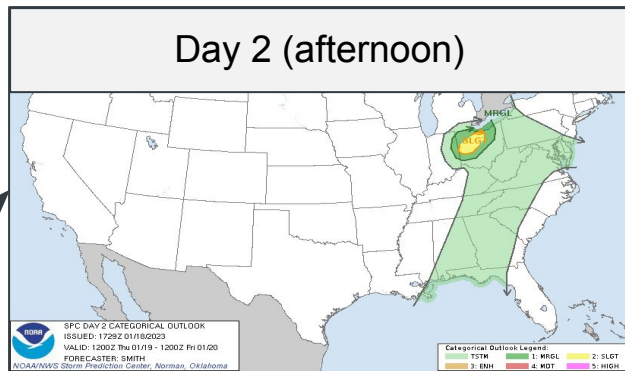 Day 2 (afternoon)
MRGL
SLGT
SPC DAY 2 CATEGORICAL OUTLOOK
ISSUED: 1729Z 01/18/2023
VALID: 1200Z Thu 01/19 - 1200Z Fri 01/20
FORECASTER: SMITH
NOAA/NWS Storm Prediction Center, Norman, Oklahoma
NOAA
Categorical Outlook Legend:
TSTM 1: MRGL 2: SLGT
3: ENH 4: MDT 5: HIGH